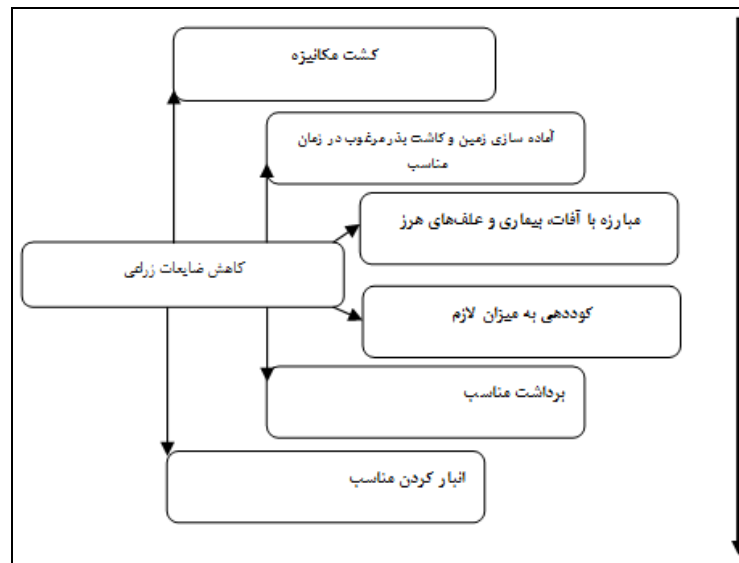 کشت مکانیزه
آماده سازی زمین و کاشت بذر مرغوب در زمان
مناسب
مبارزه با آفات، بیماری و علف‌های هرز
کاهش ضایعات زراعی
کوددهی به میزان لازم
برداشت مناسب
انبار کردن مناسب